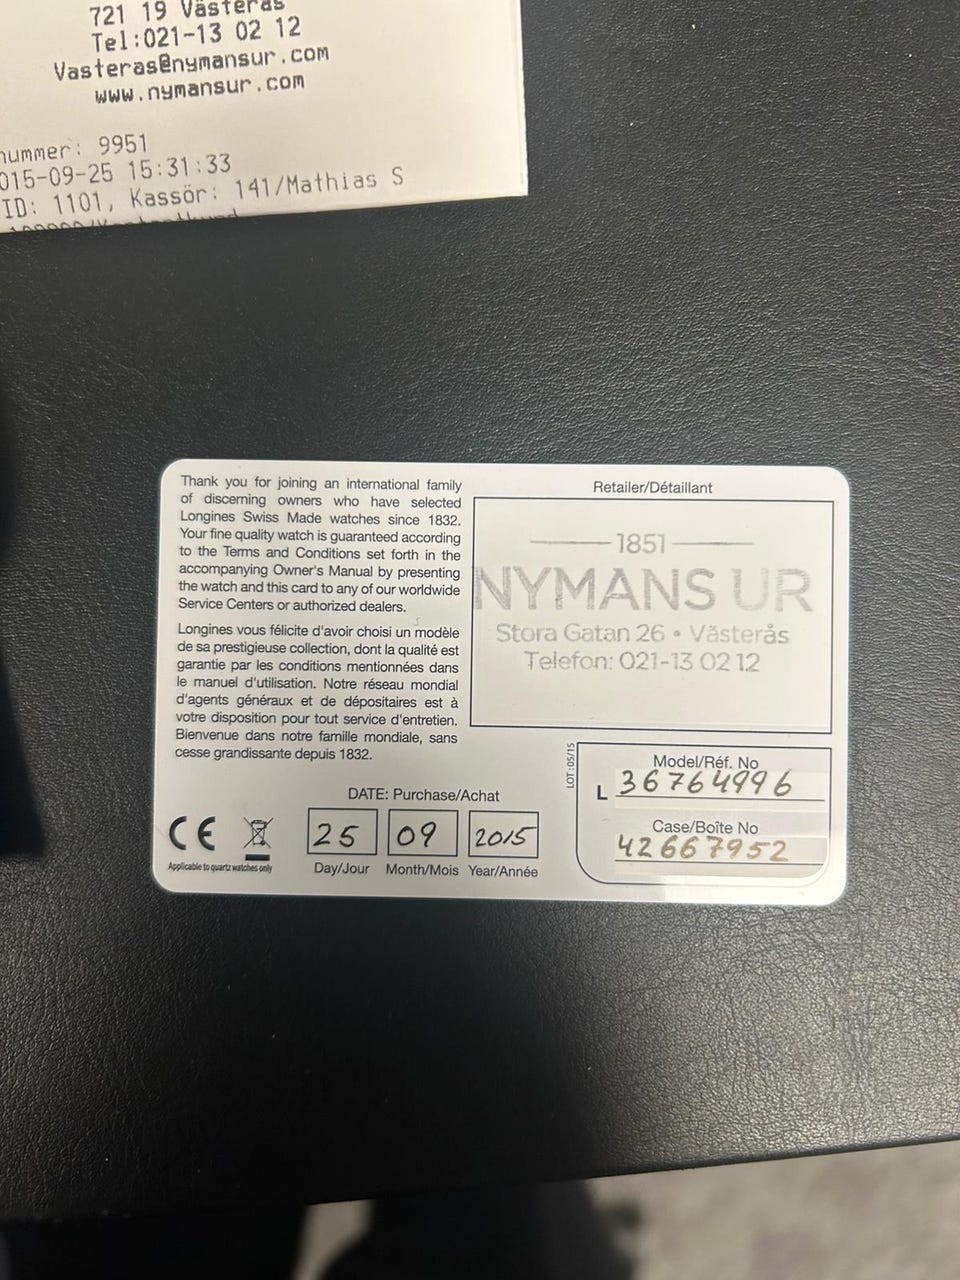 721 19 Västerås
Tel:021-13 02 12
Vasteras@nymansur.com
www.nymansur.com
nummer: 9951
015-09-25 15:31:33
ID: 1101, Kassör: 141/Mathias S
Thank you for joining an international family
of discerning owners who have selected
Longines Swiss Made watches since 1832.
Your fine quality watch is guaranteed according
to the Terms and Conditions set forth in the
accompanying Owner's Manual by presenting
the watch and this card to any of our worldwide
Service Centers or authorized dealers.
Longines vous félicite d'avoir choisi un modèle
de sa prestigieuse collection, dont la qualité est
garantie par les conditions mentionnées dans
le manuel d'utilisation. Notre réseau mondial
d'agents généraux et de dépositaires est à
votre disposition pour tout service d'entretien.
Bienvenue dans notre famille mondiale, sans
cesse grandissante depuis 1832.
Retailer/Détaillant
1851
NYMANS UR
Stora Gatan 26 • Västerås
Telefon: 021-13 02 12
LOT: 05/15
Model/Réf. No
L 36764996
Case/Boîte No
42667952
DATE: Purchase/Achat
25 09 2015
Day/Jour Month/Mois Year/Année
CE
Applicable to quartz watches only